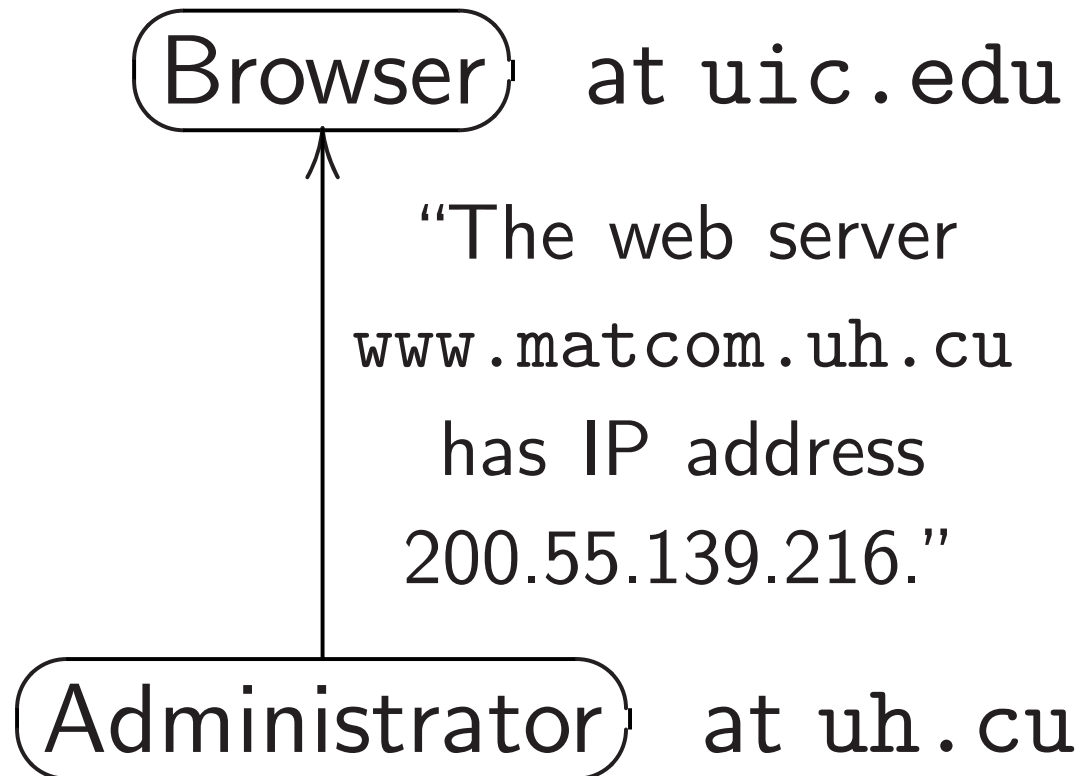 Browser at uic.edu
“The web server
www.matcom.uh.cu
has IP address
200.55.139.216.”
Administrator at uh.cu